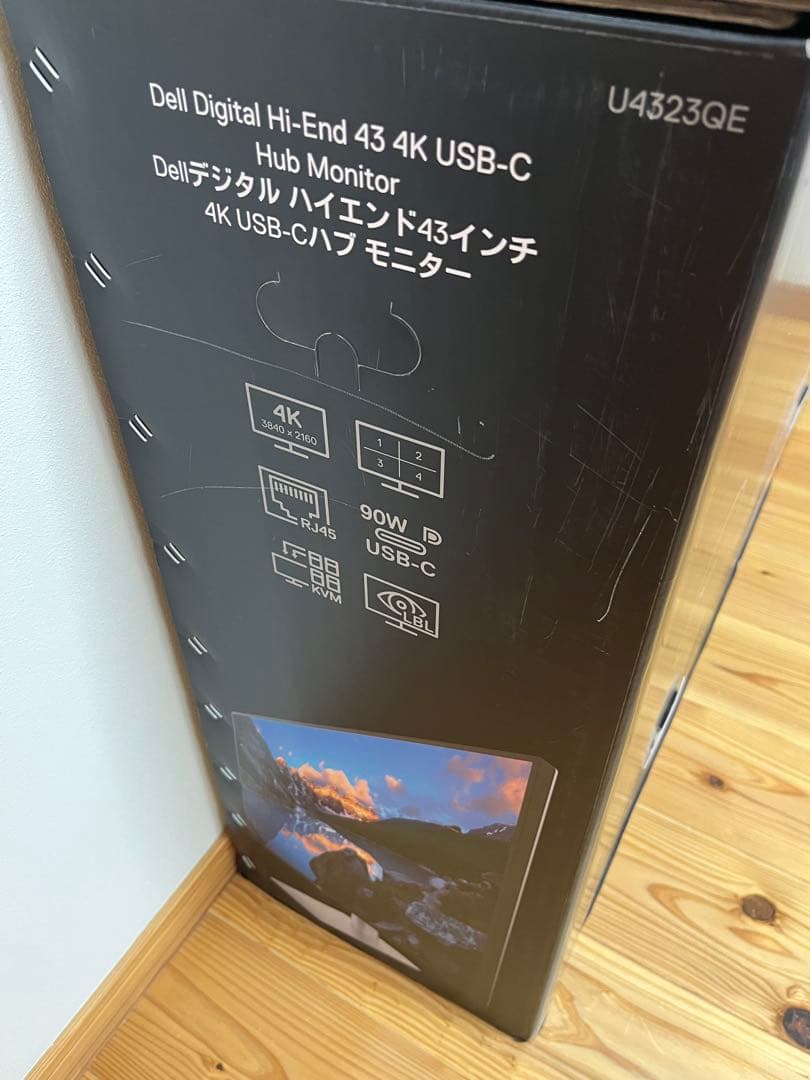 U4323QE
Dell Digital Hi-End 43 4K USB-C
Hub Monitor
Dellデジタル ハイエンド43インチ
4K USB-Cハブ モニター
4K
3840 x 2160
1 2
3 4
RJ45
90W
USB-C
KVM
LBL